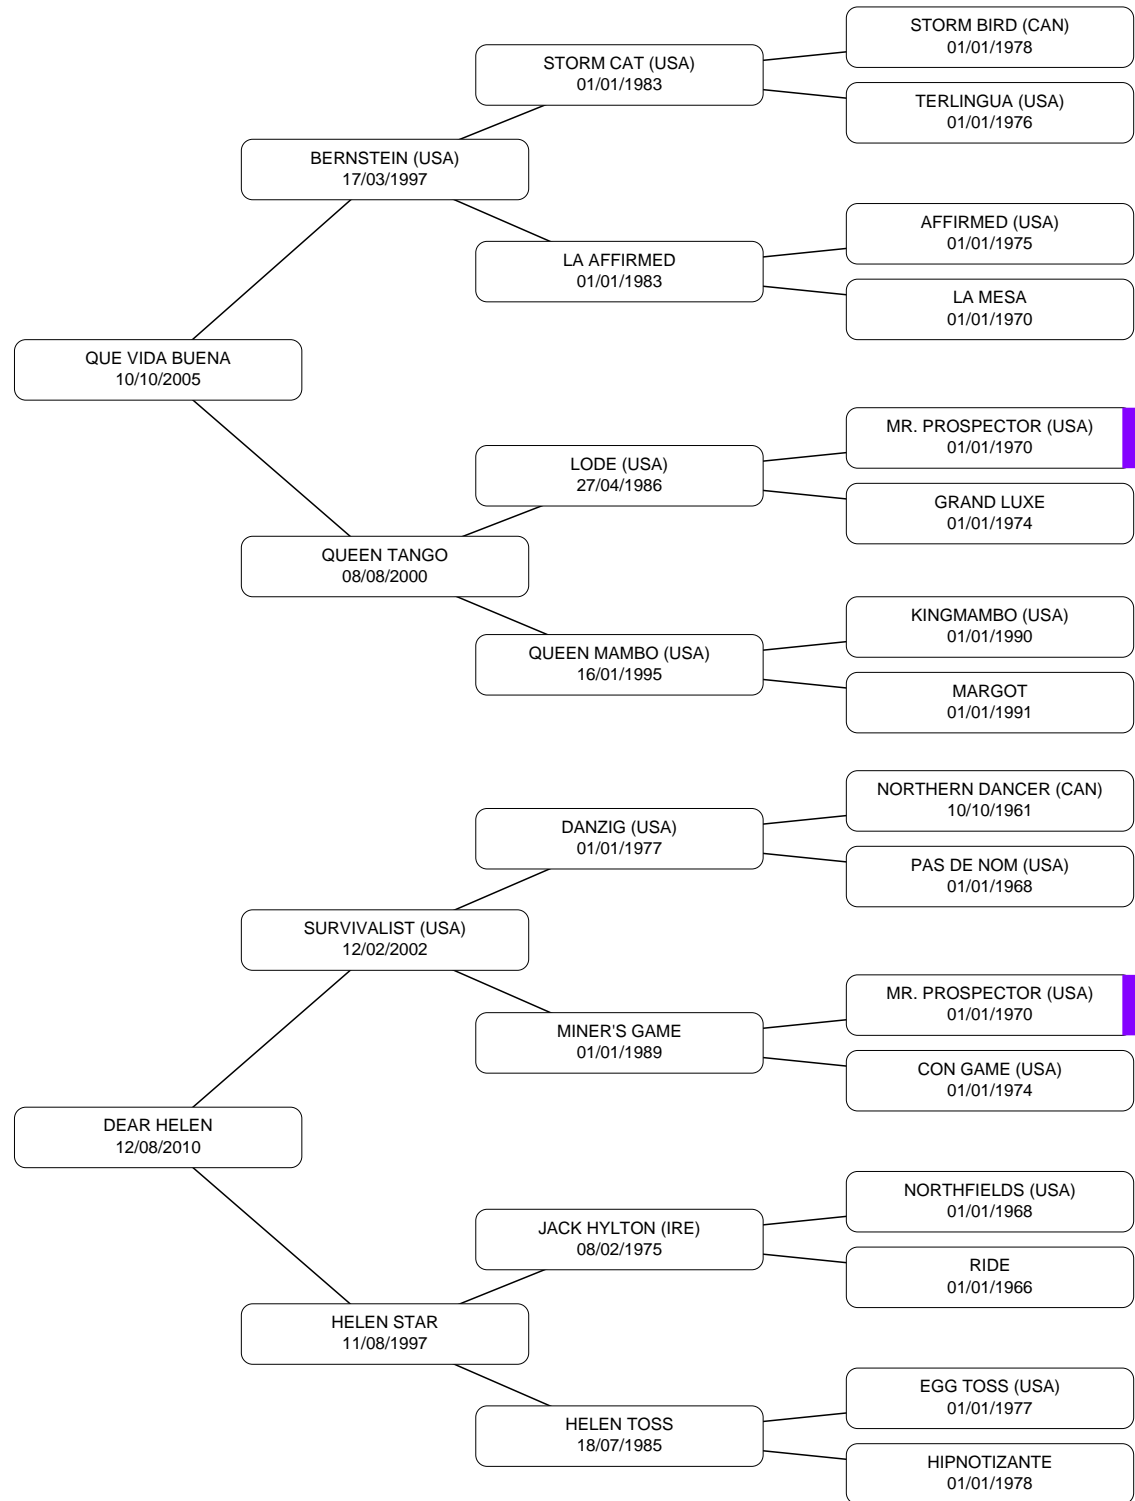 STORM BIRD (CAN)
01/01/1978
STORM CAT (USA)
01/01/1983
TERLINGUA (USA)
01/01/1976
BERNSTEIN (USA)
17/03/1997
AFFIRMED (USA)
01/01/1975
LA AFFIRMED
01/01/1983
LA MESA
01/01/1970
QUE VIDA BUENA
10/10/2005
MR. PROSPECTOR (USA)
01/01/1970
LODE (USA)
27/04/1986
GRAND LUXE
01/01/1974
QUEEN TANGO
08/08/2000
KINGMAMBO (USA)
01/01/1990
QUEEN MAMBO (USA)
16/01/1995
MARGOT
01/01/1991
NORTHERN DANCER (CAN)
10/10/1961
DANZIG (USA)
01/01/1977
PAS DE NOM (USA)
01/01/1968
SURVIVALIST (USA)
12/02/2002
MR. PROSPECTOR (USA)
01/01/1970
MINER'S GAME
01/01/1989
CON GAME (USA)
01/01/1974
DEAR HELEN
12/08/2010
NORTHFIELDS (USA)
01/01/1968
JACK HYLTON (IRE)
08/02/1975
RIDE
01/01/1966
HELEN STAR
11/08/1997
EGG TOSS (USA)
01/01/1977
HELEN TOSS
18/07/1985
HIPNOTIZANTE
01/01/1978